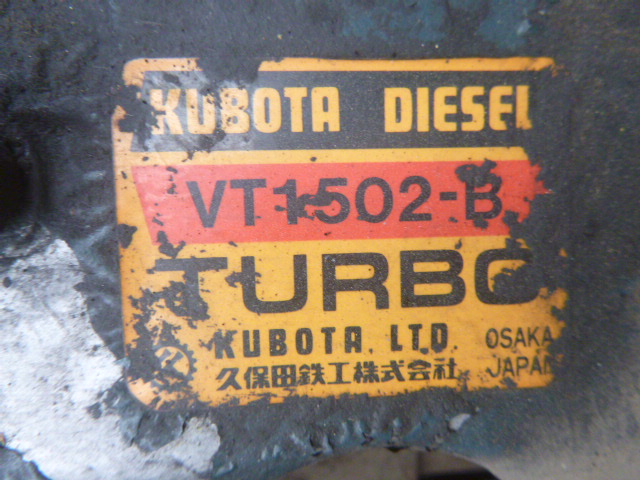 KUBOTA DIESEL
VT1502-B
TURBO
KUBOTA, LTD. OSAKA
久保田鉄工株式会社 JAPAN